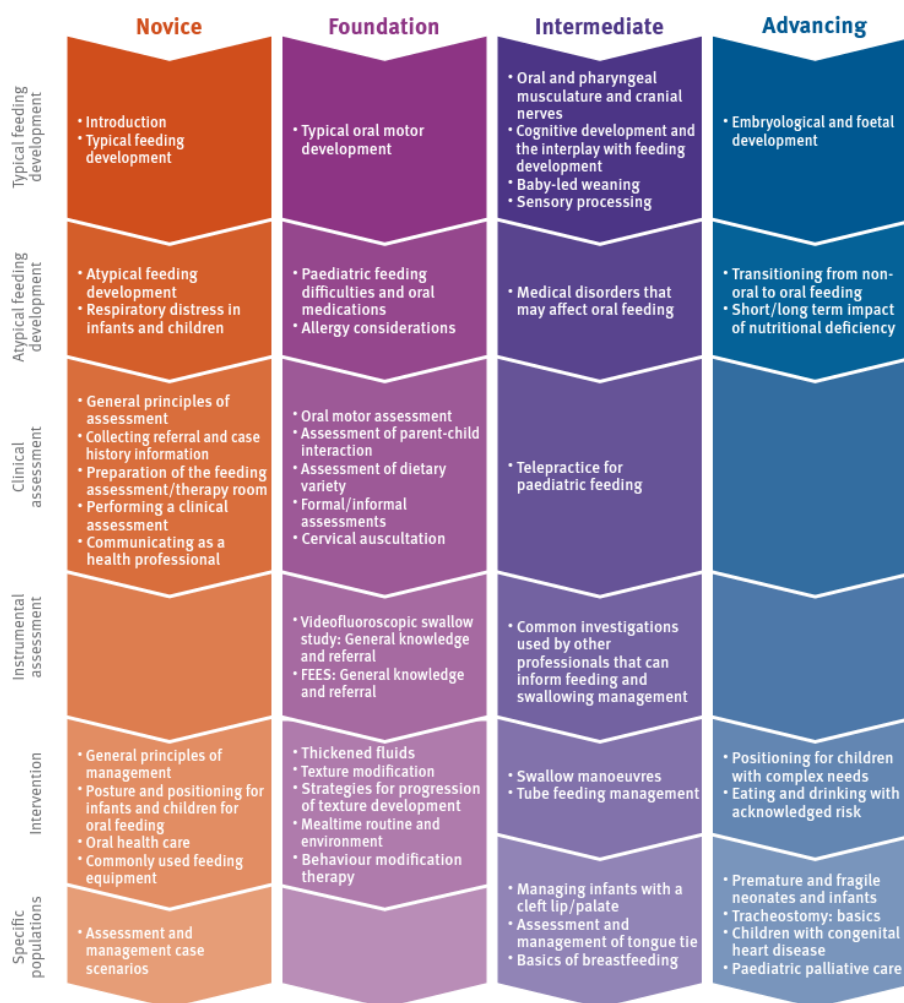 Novice
Foundation
Intermediate
Advancing
Typical feeding
development
• Introduction
• Typical feeding
development
• Typical oral motor
development
• Oral and pharyngeal
musculature and cranial
nerves
• Cognitive development and
the interplay with feeding
development
• Baby-led weaning
• Sensory processing
• Embryological and foetal
development
Atypical feeding
development
• Atypical feeding
development
• Respiratory distress in
infants and children
• Paediatric feeding
difficulties and oral
medications
• Allergy considerations
• Medical disorders that
may affect oral feeding
• Transitioning from non-
oral to oral feeding
• Short/long term impact
of nutritional deficiency
Clinical
assessment
• General principles of
assessment
• Collecting referral and case
history information
• Preparation of the feeding
assessment/therapy room
• Performing a clinical
assessment
• Communicating as a
health professional
• Oral motor assessment
• Assessment of parent-child
interaction
• Assessment of dietary
variety
• Formal/informal
assessments
• Cervical auscultation
• Telepractice for
paediatric feeding
Instrumental
assessment
• Videofluoroscopic swallow
study: General knowledge
and referral
• FEES: General knowledge
and referral
• Common investigations
used by other
professionals that can
inform feeding and
swallowing management
Intervention
• General principles of
management
• Posture and positioning for
infants and children for
oral feeding
• Oral health care
• Commonly used feeding
equipment
• Thickened fluids
• Texture modification
• Strategies for progression
of texture development
• Mealtime routine and
environment
• Behaviour modification
therapy
• Swallow manoeuvres
• Tube feeding management
• Positioning for children
with complex needs
• Eating and drinking with
acknowledged risk
Specific
populations
• Assessment and
management case
scenarios
• Managing infants with a
cleft lip/palate
• Assessment and
management of tongue tie
• Basics of breastfeeding
• Premature and fragile
neonates and infants
• Tracheostomy: basics
• Children with congenital
heart disease
• Paediatric palliative care